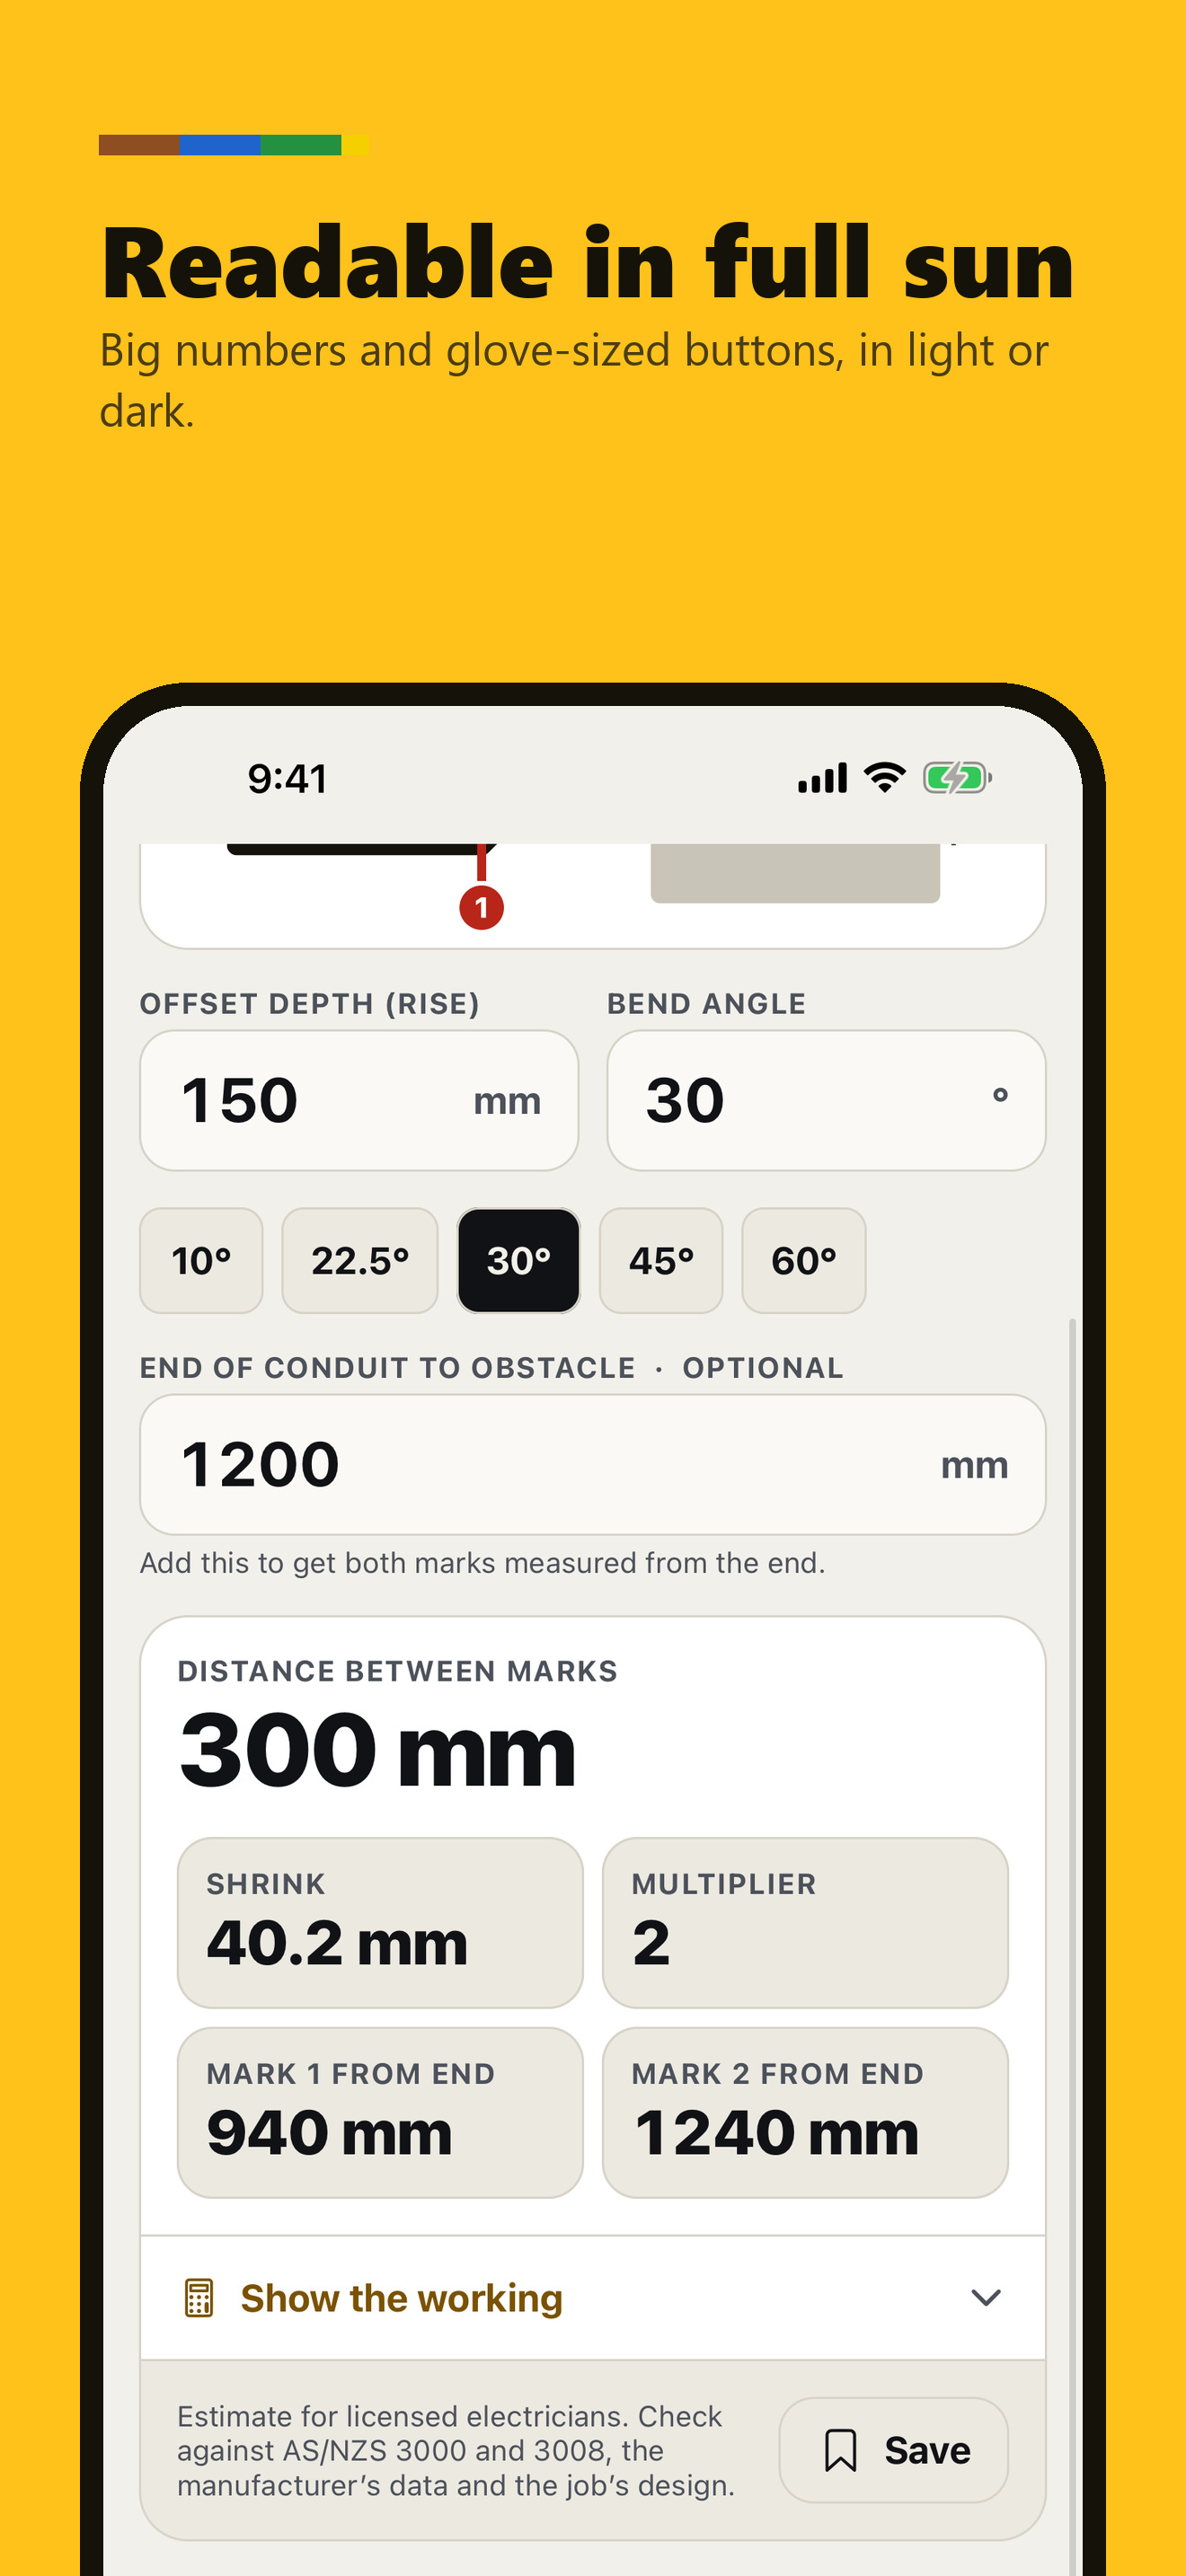 Readable in full sun
Big numbers and glove-sized buttons, in light or
dark.
9:41
1
OFFSET DEPTH (RISE)
BEND ANGLE
150 mm
30 °
10° 22.5° 30° 45° 60°
END OF CONDUIT TO OBSTACLE · OPTIONAL
1200 mm
Add this to get both marks measured from the end.
DISTANCE BETWEEN MARKS
300 mm
SHRINK
40.2 mm
MULTIPLIER
2
MARK 1 FROM END
940 mm
MARK 2 FROM END
1240 mm
Show the working
Estimate for licensed electricians. Check
against AS/NZS 3000 and 3008, the
manufacturer’s data and the job’s design.
Save